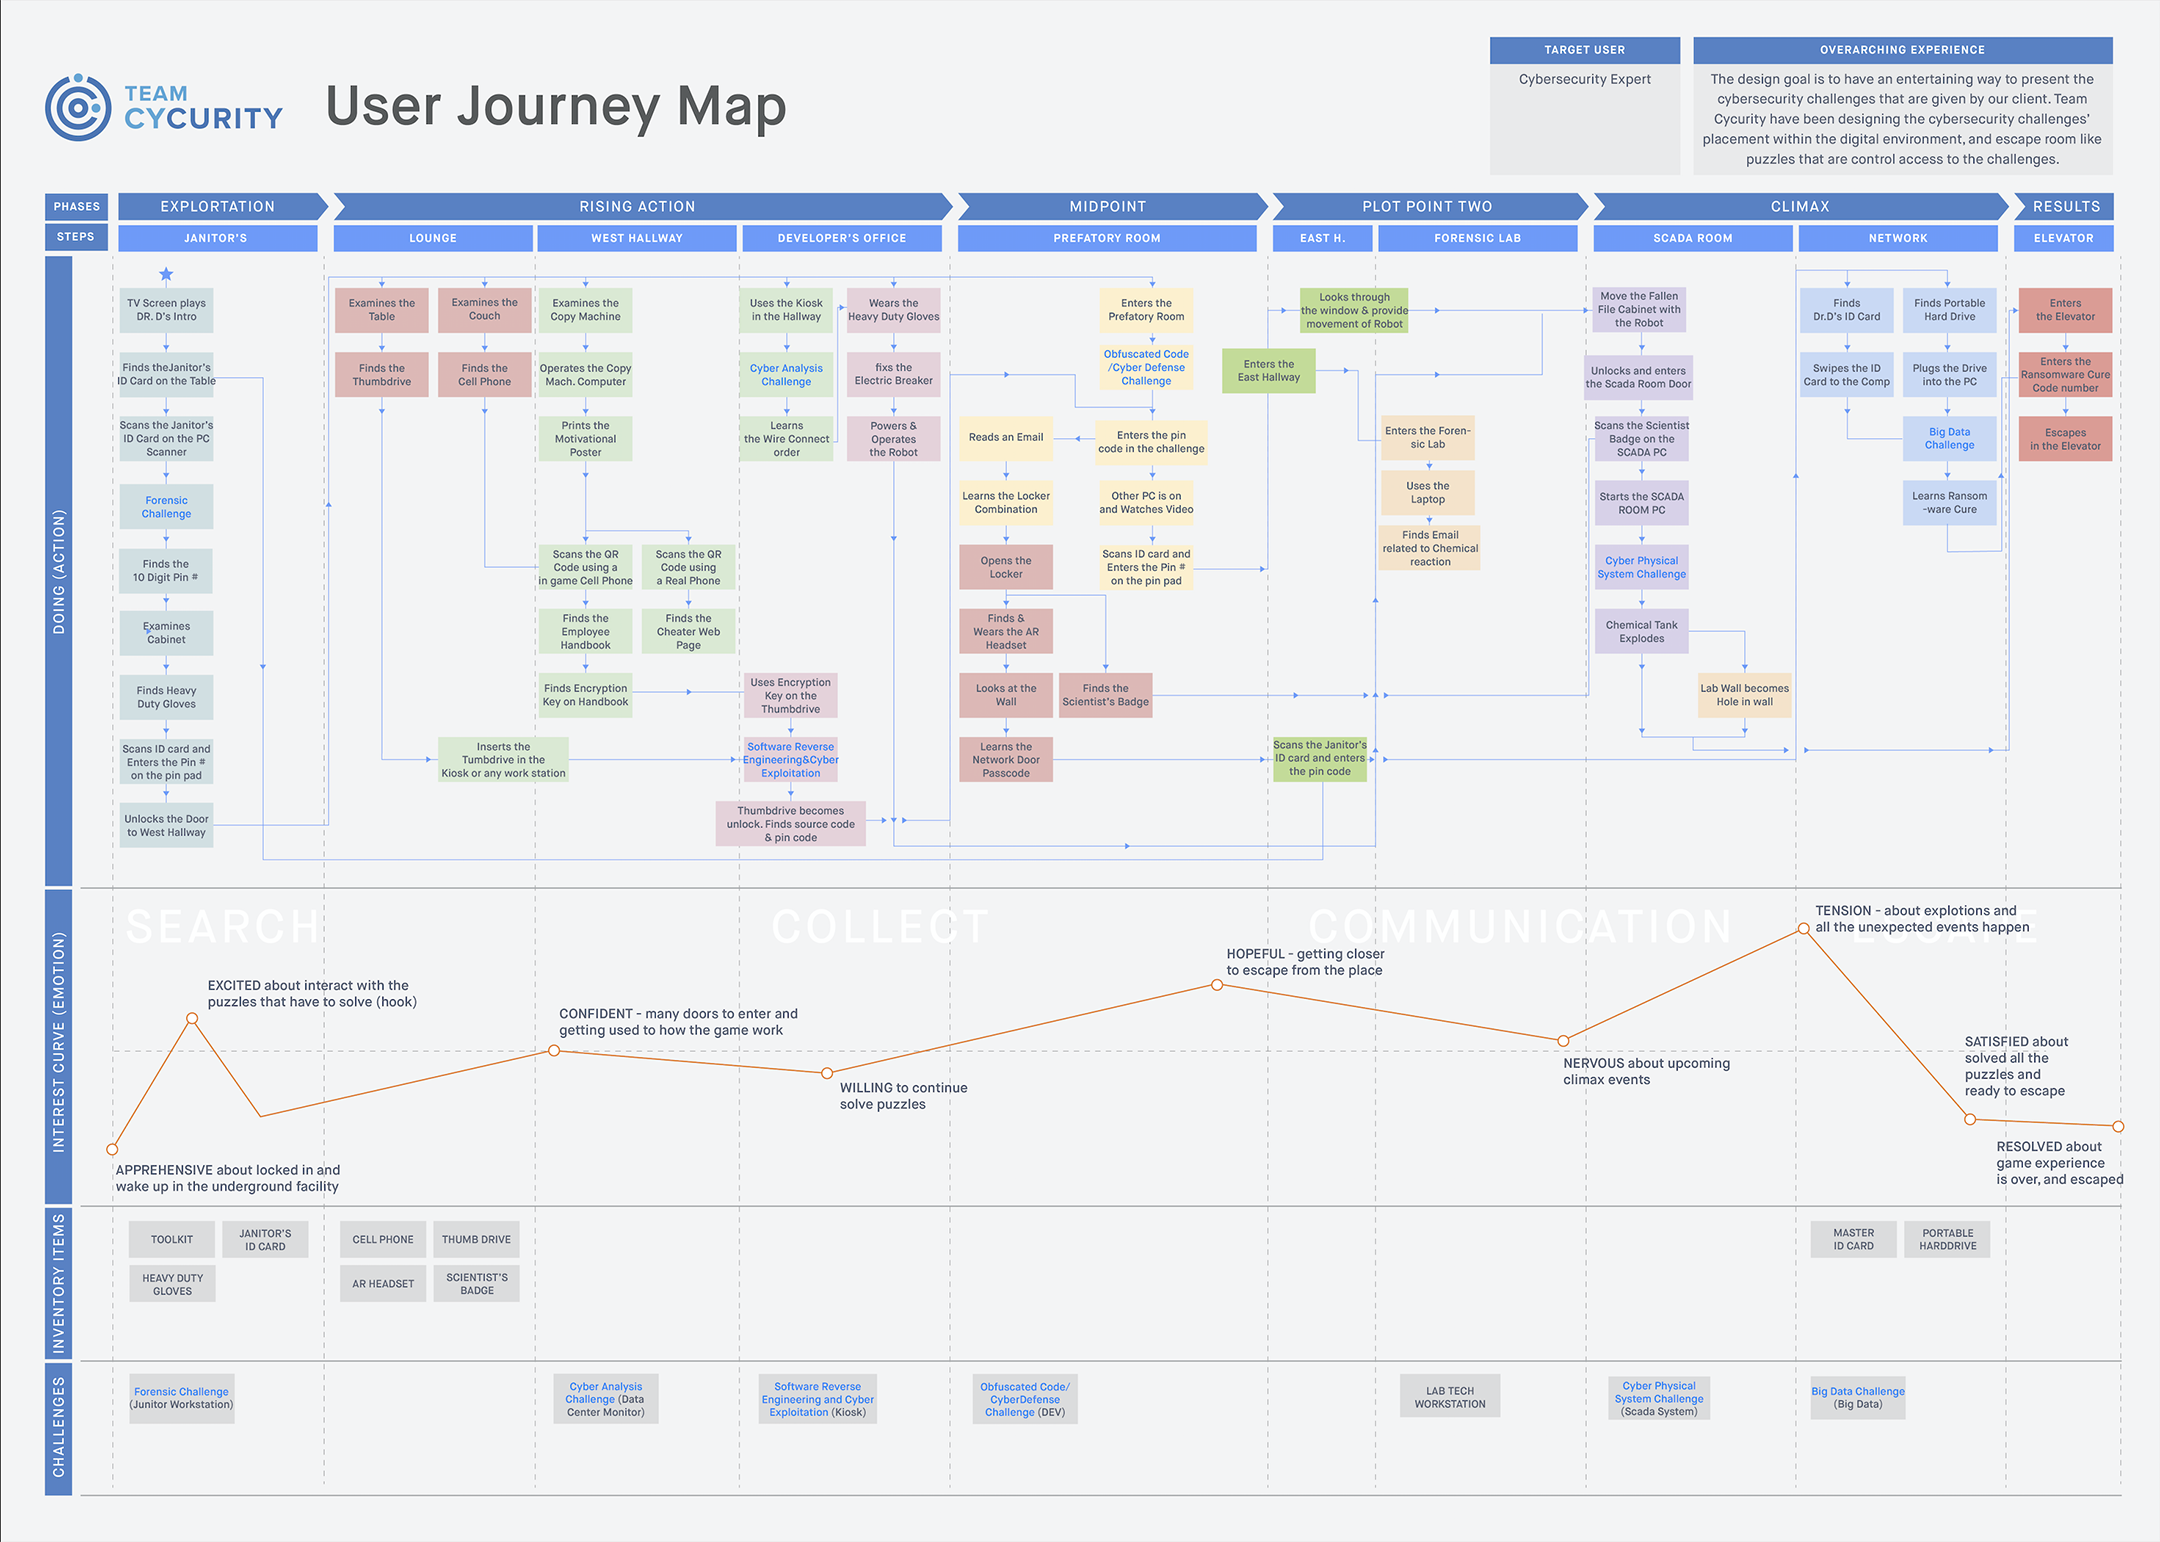 TEAM
CYCURITY
User Journey Map
TARGET USER
Cybersecurity Expert
OVERARCHING EXPERIENCE
The design goal is to have an entertaining way to present the
cybersecurity challenges that are given by our client. Team
Cycurity have been designing the cybersecurity challenges'
placement within the digital environment, and escape room like
puzzles that are control access to the challenges.
PHASES
EXPLORTATION
RISING ACTION
MIDPOINT
PLOT POINT TWO
CLIMAX
RESULTS
STEPS
JANITOR'S
LOUNGE
WEST HALLWAY
DEVELOPER'S OFFICE
PREFATORY ROOM
EAST H.
FORENSIC LAB
SCADA ROOM
NETWORK
ELEVATOR
DOING (ACTION)
TV Screen plays
DR. D's Intro
Finds theJanitor's
ID Card on the Table
Scans the Janitor's
ID Card on the PC
Scanner
Forensic
Challenge
Finds the
10 Digit Pin #
Examines
Cabinet
Finds Heavy
Duty Gloves
Scans ID card and
Enters the Pin #
on the pin pad
Unlocks the Door
to West Hallway
Examines the
Table
Finds the
Thumbdrive
Examines the
Couch
Finds the
Cell Phone
Examines the
Copy Machine
Operates the Copy
Mach. Computer
Prints the
Motivational
Poster
Scans the QR
Code using a
in game Cell Phone
Scans the QR
Code using
a Real Phone
Finds the
Employee
Handbook
Finds the
Cheater Web
Page
Finds Encryption
Key on Handbook
Inserts the
Tumbdrive in the
Kiosk or any work station
Uses the Kiosk
in the Hallway
Cyber Analysis
Challenge
Learns
the Wire Connect
order
Wears the
Heavy Duty Gloves
fixs the
Electric Breaker
Powers &
Operates
the Robot
Uses Encryption
Key on the
Thumbdrive
Software Reverse
Engineering&Cyber
Exploitation
Thumbdrive becomes
unlock. Finds source code
& pin code
Enters the
Prefatory Room
Obfuscated Code
/Cyber Defense
Challenge
Reads an Email
Enters the pin
code in the challenge
Learns the Locker
Combination
Other PC is on
and Watches Video
Opens the
Locker
Scans ID card and
Enters the Pin #
on the pin pad
Finds &
Wears the AR
Headset
Looks at the
Wall
Finds the
Scientist's Badge
Learns the
Network Door
Passcode
Looks through
the window & provide
movement of Robot
Enters the
East Hallway
Scans the Janitor's
ID card and enters
the pin code
Enters the Foren-
sic Lab
Uses the
Laptop
Finds Email
related to Chemical
reaction
Move the Fallen
File Cabinet with
the Robot
Unlocks and enters
the Scada Room Door
Scans the Scientist
Badge on the
SCADA PC
Starts the SCADA
ROOM PC
Cyber Physical
System Challenge
Chemical Tank
Explodes
Lab Wall becomes
Hole in wall
Finds
Dr.D's ID Card
Swipes the ID
Card to the Comp
Finds Portable
Hard Drive
Plugs the Drive
into the PC
Big Data
Challenge
Learns Ransom
-ware Cure
Enters
the Elevator
Enters the
Ransomware Cure
Code number
Escapes
in the Elevator
INTEREST CURVE (EMOTION)
SEARCH
COLLECT
COMMUNICATION
ESCAPE
APPREHENSIVE about locked in and
wake up in the underground facility
EXCITED about interact with the
puzzles that have to solve (hook)
CONFIDENT - many doors to enter and
getting used to how the game work
WILLING to continue
solve puzzles
HOPEFUL - getting closer
to escape from the place
NERVOUS about upcoming
climax events
TENSION - about explotions and
all the unexpected events happen
SATISFIED about
solved all the
puzzles and
ready to escape
RESOLVED about
game experience
is over, and escaped
INVENTORY ITEMS
TOOLKIT
JANITOR'S
ID CARD
HEAVY DUTY
GLOVES
CELL PHONE
THUMB DRIVE
AR HEADSET
SCIENTIST'S
BADGE
MASTER
ID CARD
PORTABLE
HARDDRIVE
CHALLENGES
Forensic Challenge
(Junitor Workstation)
Cyber Analysis
Challenge (Data
Center Monitor)
Software Reverse
Engineering and Cyber
Exploitation (Kiosk)
Obfuscated Code/
CyberDefense
Challenge (DEV)
LAB TECH
WORKSTATION
Cyber Physical
System Challenge
(Scada System)
Big Data Challenge
(Big Data)